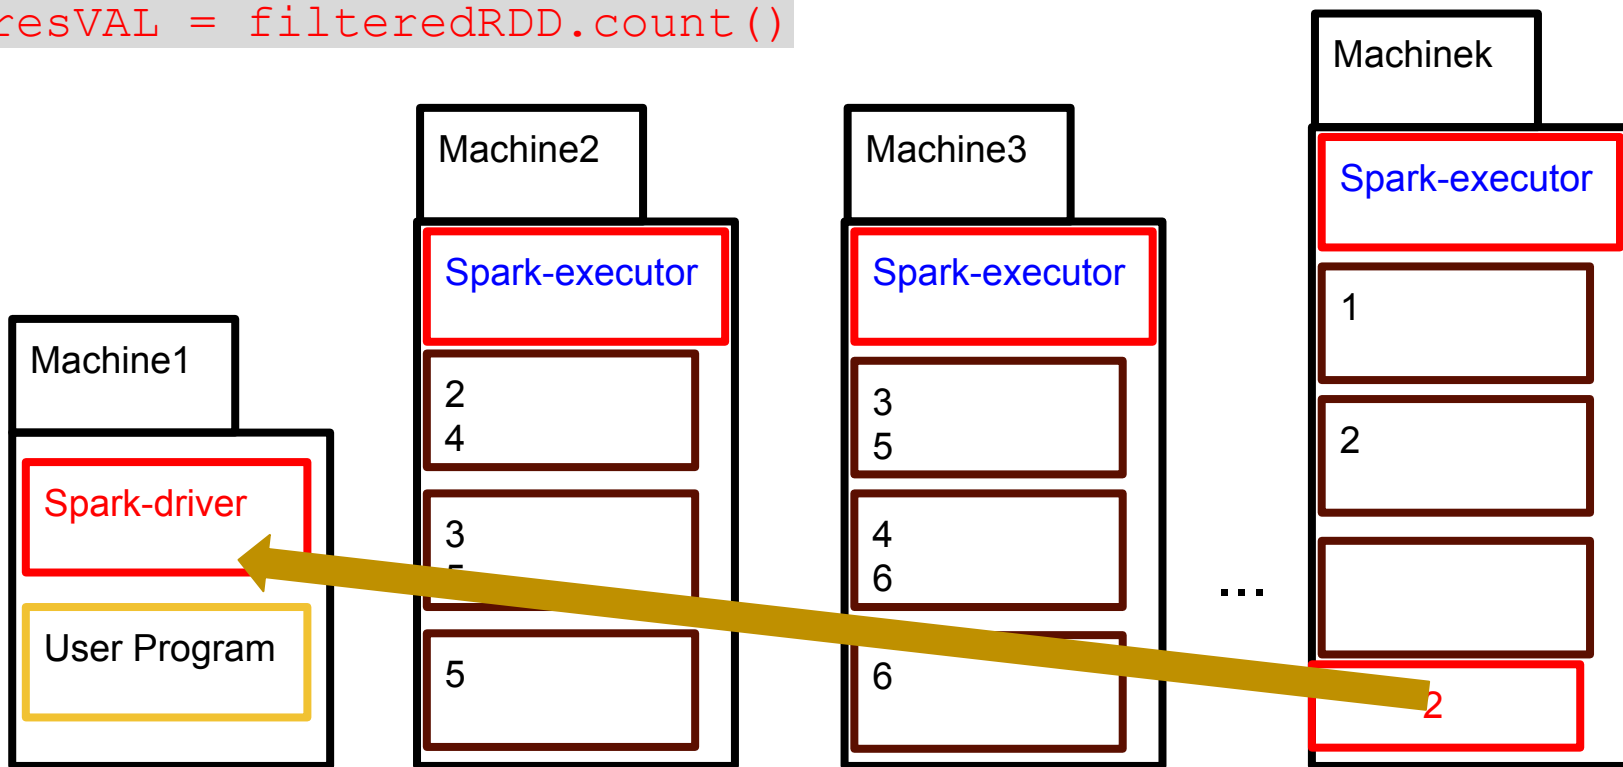 resVAL = filteredRDD.count()
Machine1
Spark-driver
User Program
Machine2
Spark-executor
2
4
3
5
Machine3
Spark-executor
3
5
4
6
6
...
Machinek
Spark-executor
1
2
2